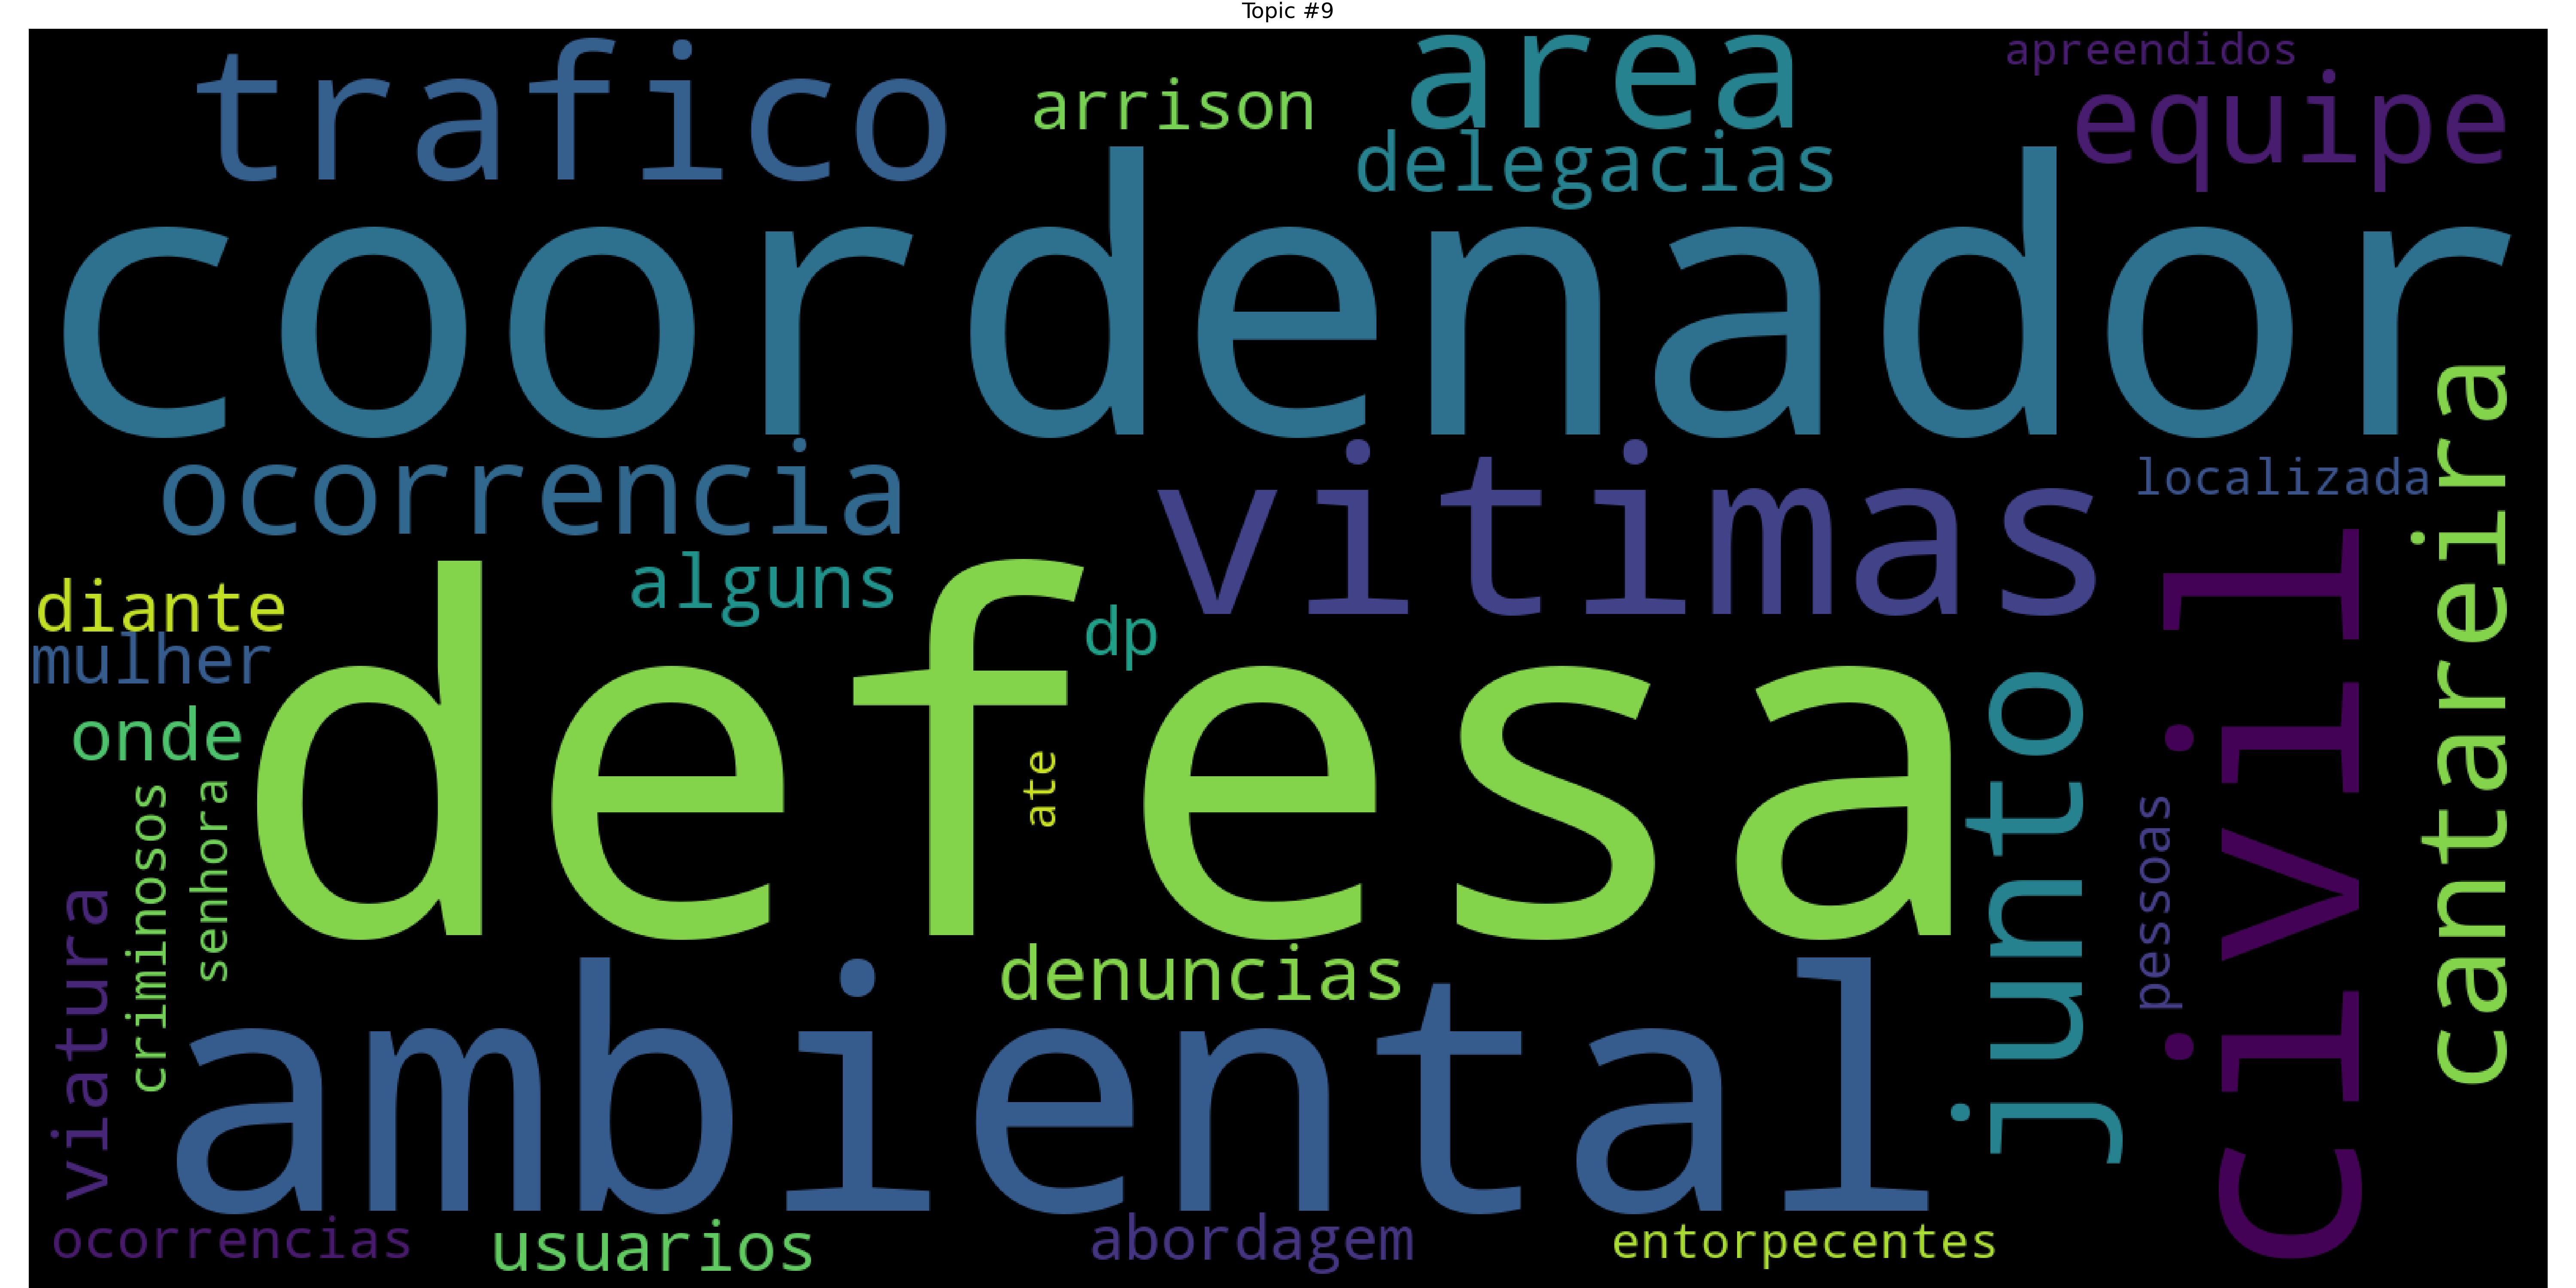 Topic #9
trafico
arrison
area
apreendidos
equipe
delegacias
coordenador
ocorrencia
vitimas
localizada
cantareira
diante
alguns
dp
mulher
defesa
civil
junto
onde
ate
pessoas
criminosos
senhora
viatura
denuncias
ambiental
ocorrencias
usuarios
abordagem
entorpecentes